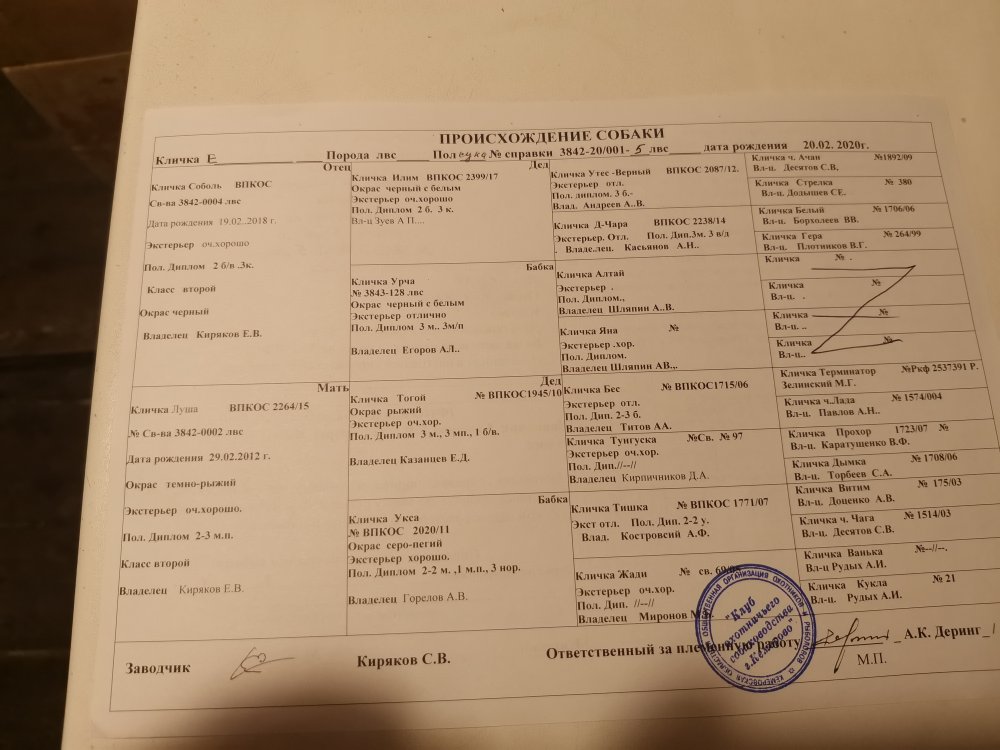 ПРОИСХОЖДЕНИЕ СОБАКИ
Кличка Е Порода лвс Пол сука № справки 3842-20/001- 5 лвс дата рождения 20.02. 2020г.
Отец
Кличка Соболь ВПКОС
Св-ва 3842-0004 лвс
Дата рождения 19.02..2018 г.
Экстерьер оч.хорошо
Пол. Диплом 2 б/в .3к.
Класс второй
Окрас черный
Владелец Киряков Е.В.
Дед
Кличка Илим ВПКОС 2399/17
Окрас черный с белым
Экстерьер оч.хорошо
Пол. Диплом 2 б. 3 к.
Вл-ц Зуев А П....
Бабка
Кличка Урча
№ 3843-128 лвс
Окрас черный с белым
Экстерьер отлично
Пол. Диплом 3 м.. 3м/п
Владелец Егоров АЛ..
Кличка Утес -Верный ВПКОС 2087/12.
Экстерьер отл.
Пол. диплом. 3 б.-
Влад. Андреев А..В.
Кличка Д-Чара ВПКОС 2238/14
Экстерьер. Отл. Пол. Дип.3м. 3 в/д
. Владелец. Касьянов А.Н..
Кличка Алтай
Экстерьер .
Пол. Диплом.,
Владелец Шляпин А..В.
Кличка Яна №
Экстерьер .хор.
Пол. Диплом.
Владелец Шляпин АВ.,.
Кличка ч. Ачан №1892/09
Вл-ц. Десятов С.В.
Кличка Стрелка № 380
Вл-ц. Додышев СЕ.
Кличка Белый № 1706/06
Вл-ц. Борхолеев ВВ.
Кличка Гера № 264/99
Вл-ц. Плотников В.Г.
Кличка № .
Кличка №
Вл-ц. .
Кличка №
Вл-ц. ..
Кличка №
Вл-ц..
Мать
Кличка Луша ВПКОС 2264/15
№ Св-ва 3842-0002 лвс
Дата рождения 29.02.2012 г.
Окрас темно-рыжий
Экстерьер оч.хорошо.
Пол. Диплом 2-3 м.п.
Класс второй
Владелец Киряков Е.В.
Дед
Кличка Тогой № ВПКОС1945/10
Окрас рыжий
Экстерьер оч.хор.
Пол. Диплом 3 м., 3 мп., 1 б/в.
Владелец Казанцев Е.Д.
Бабка
Кличка Укса
№ ВПКОС 2020/11
Окрас серо-пегий
Экстерьер хорошо.
Пол. Диплом 2-2 м. ,1 м.п., 3 нор.
Владелец Горелов А.В.
Кличка Бес № ВПКОС1715/06
Экстерьер отл.
Пол. Дип. 2-3 б.
Владелец Титов АА.
Кличка Тунгуска №Св. № 97
Экстерьер оч.хор.
Пол. Дип.//--//
Владелец Кирпичников Д.А.
Кличка Тишка № ВПКОС 1771/07
Экст отл. Пол. Дип. 2-2 у.
Влад. Костровсий А.Ф.
Кличка Жади № св.
Экстерьер оч.хор.
Пол. Дип. //--//
Владелец Миронов
Кличка Терминатор №Ркф 2537391 Р.
Зелинский М.Г.
Кличка ч.Лада № 1574/004
Вл-ц. Павлов А.Н..
Кличка Прохор 1723/07 №
Вл-ц. Каратущенко В.Ф.
Кличка Дымка № 1708/06
Вл-ц. Торбеев С.А.
Кличка Витим № 175/03
Вл-ц. Доценко А.В.
Кличка ч. Чага № 1514/03
Вл-ц. Десятов С.В.
Кличка Ванька №--//--.
Вл-ц Рудых А.И.
Кличка Кукла № 21
Вл-ц. Рудых А.И.
Заводчик Киряков С.В. Ответственный за племенную работу А.К. Деринг
М.П.
ОБЩЕСТВЕННАЯ ОРГАНИЗАЦИЯ ОХОТНИКОВ И РЫБОЛОВОВ
"Клуб
охотничьего
собаководства
г.Кемерово"